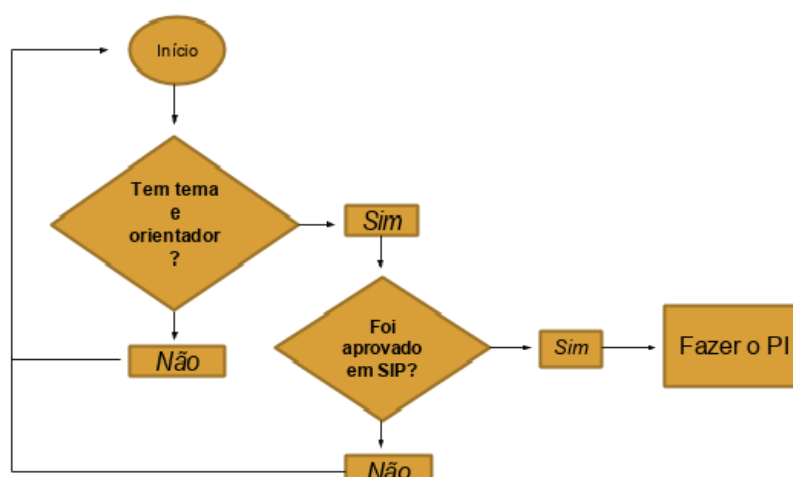 Início
Tem tema
e
orientador
?
Sim
Não
Foi
aprovado
em SIP?
Sim
Fazer o PI
Não